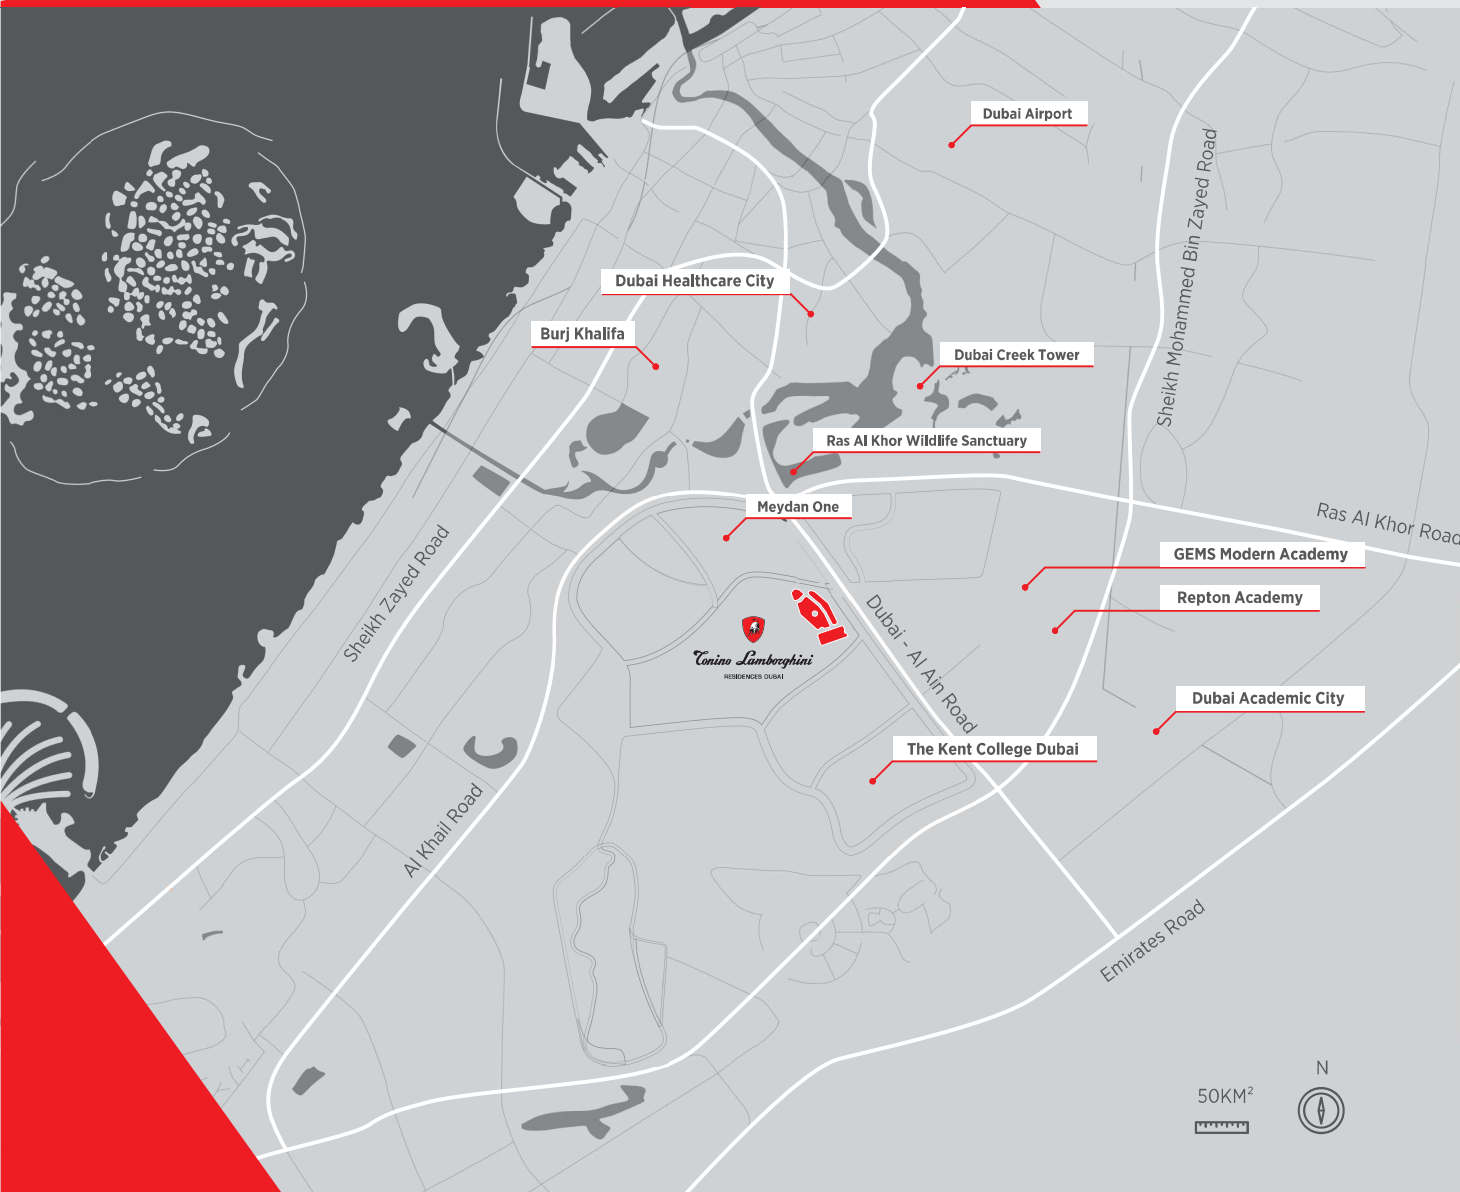 Dubai Airport
Sheikh Mohammed Bin Zayed Road
Dubai Healthcare City
Burj Khalifa
Dubai Creek Tower
Ras Al Khor Wildlife Sanctuary
Meydan One
Ras Al Khor Road
GEMS Modern Academy
Repton Academy
Sheikh Zayed Road
Dubai - Al Ain Road
Tonino Lamborghini
RESIDENCES DUBAI
Dubai Academic City
The Kent College Dubai
Al Khail Road
Emirates Road
50KM²
N